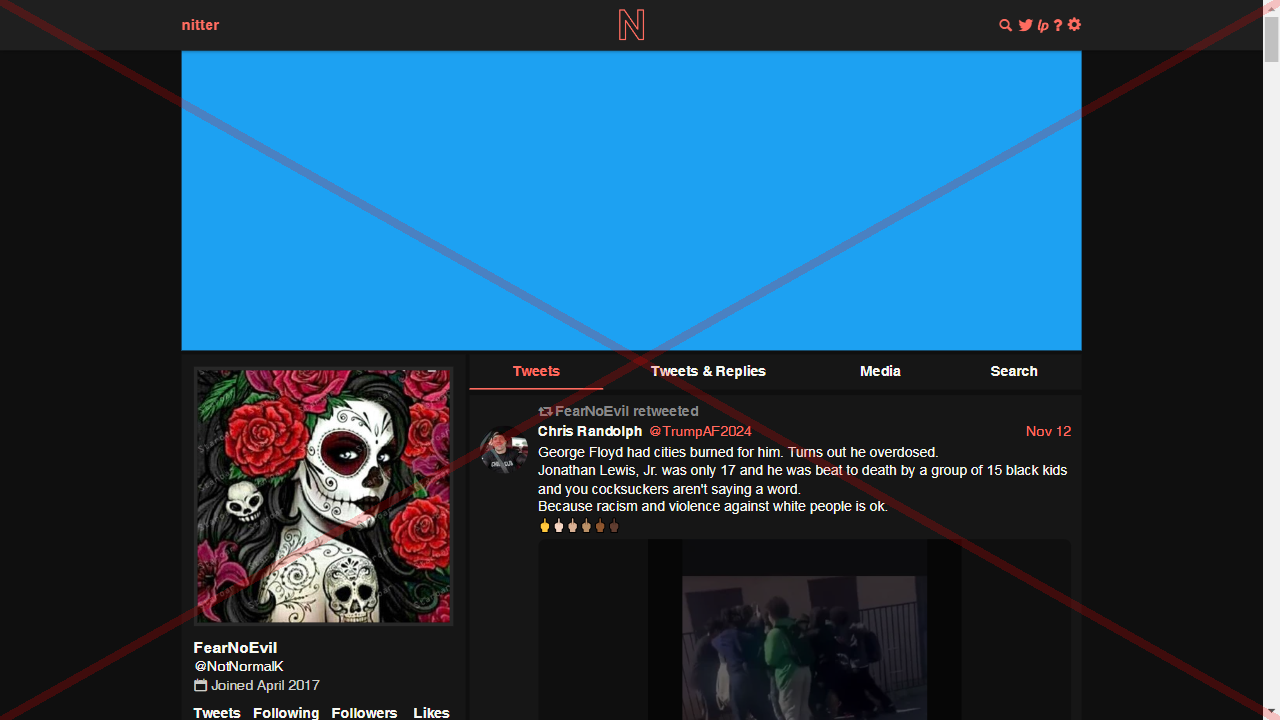 nitter
N
lp ?
Tweets
Tweets & Replies
Media
Search
FearNoEvil retweeted
Chris Randolph @TrumpAF2024 Nov 12
George Floyd had cities burned for him. Turns out he overdosed.
Jonathan Lewis, Jr. was only 17 and he was beat to death by a group of 15 black kids
and you cocksuckers aren't saying a word.
Because racism and violence against white people is ok.
FearNoEvil
@NotNormalK
Joined April 2017
Tweets Following Followers Likes